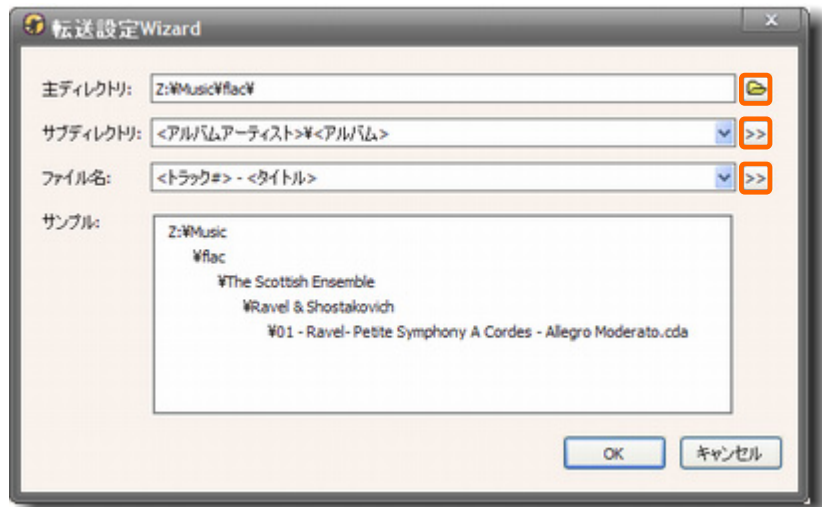 転送設定Wizard
主ディレクトリ: Z:¥Music¥flac¥
サブディレクトリ: <アルバムアーティスト>¥<アルバム> >>
ファイル名: <トラック#> - <タイトル> >>
サンプル:
Z:¥Music
¥flac
¥The Scottish Ensemble
¥Ravel & Shostakovich
¥01 - Ravel- Petite Symphony A Cordes - Allegro Moderato.cda
OK キャンセル